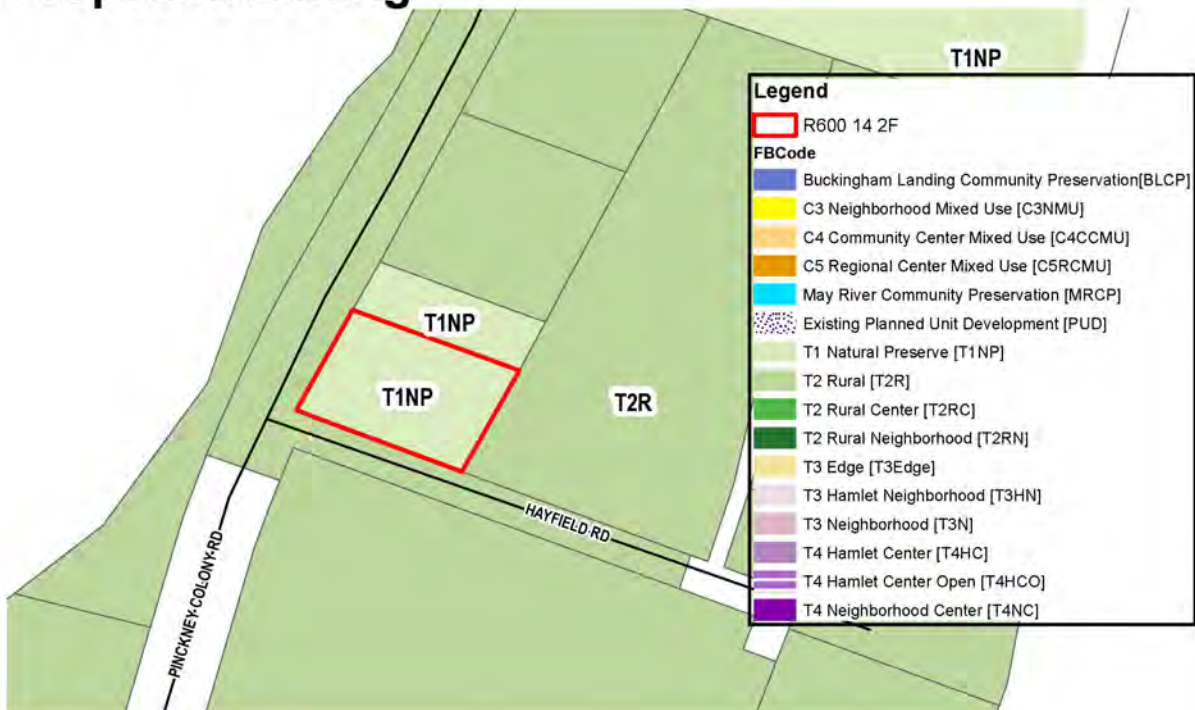 T1NP
Legend
R600 14 2F
FBCode
Buckingham Landing Community Preservation[BLCP]
C3 Neighborhood Mixed Use [C3NMU]
C4 Community Center Mixed Use [C4CCMU]
C5 Regional Center Mixed Use [C5RCMU]
May River Community Preservation [MRCP]
Existing Planned Unit Development [PUD]
T1 Natural Preserve [T1NP]
T2 Rural [T2R]
T2 Rural Center [T2RC]
T2 Rural Neighborhood [T2RN]
T3 Edge [T3Edge]
T3 Hamlet Neighborhood [T3HN]
T3 Neighborhood [T3N]
T4 Hamlet Center [T4HC]
T4 Hamlet Center Open [T4HCO]
T4 Neighborhood Center [T4NC]
T1NP
T1NP
T2R
HAYFIELD RD
PINCKNEY-COLONY-RD